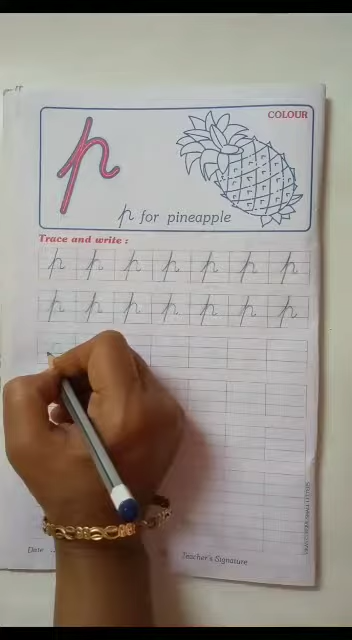 COLOUR
p
p for pineapple
Trace and write :
p p p p p p p
p p p p p p p
Date
Teacher's Signature